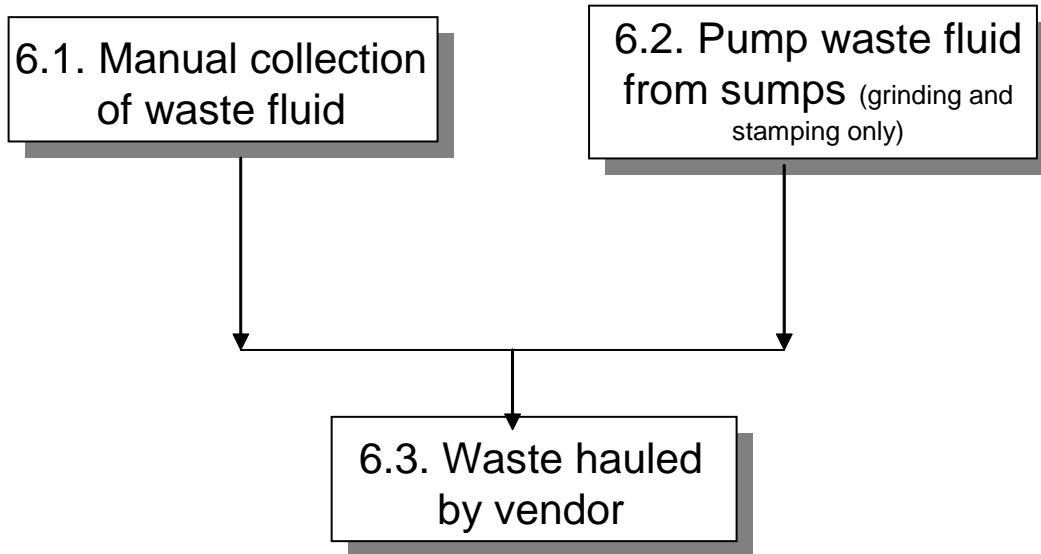 6.1. Manual collection
of waste fluid
6.2. Pump waste fluid
from sumps (grinding and
stamping only)
6.3. Waste hauled
by vendor